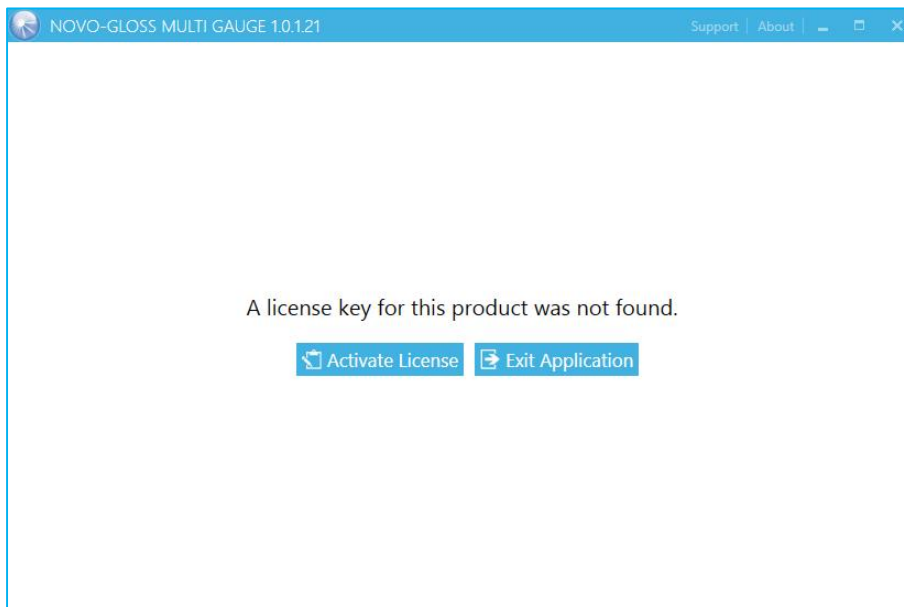 NOVO-GLOSS MULTI GAUGE 1.0.1.21 Support About
A license key for this product was not found.
Activate License Exit Application